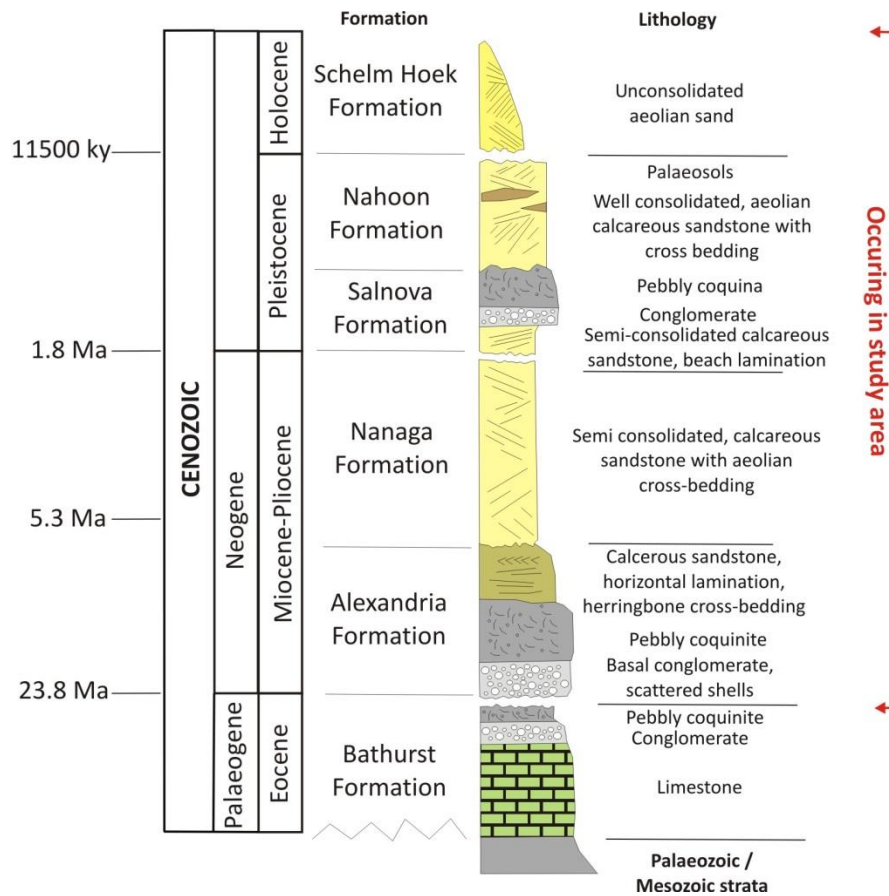 Formation
Lithology
Holocene
Schelm Hoek
Formation
Unconsolidated
aeolian sand
11500 ky
Pleistocene
Nahoon
Formation
Palaeosols
Well consolidated, aeolian
calcareous sandstone with
cross bedding
Salnova
Formation
Pebbly coquina
Conglomerate
Semi-consolidated calcareous
sandstone, beach lamination
1.8 Ma
CENOZOIC
Neogene
Miocene-Pliocene
Nanaga
Formation
Semi consolidated, calcareous
sandstone with aeolian
cross-bedding
5.3 Ma
Alexandria
Formation
Calcerous sandstone,
horizontal lamination,
herringbone cross-bedding
Pebbly coquinite
Basal conglomerate,
scattered shells
23.8 Ma
Palaeogene
Eocene
Bathurst
Formation
Pebbly coquinite
Conglomerate
Limestone
Palaeozoic /
Mesozoic strata
Occuring in study area